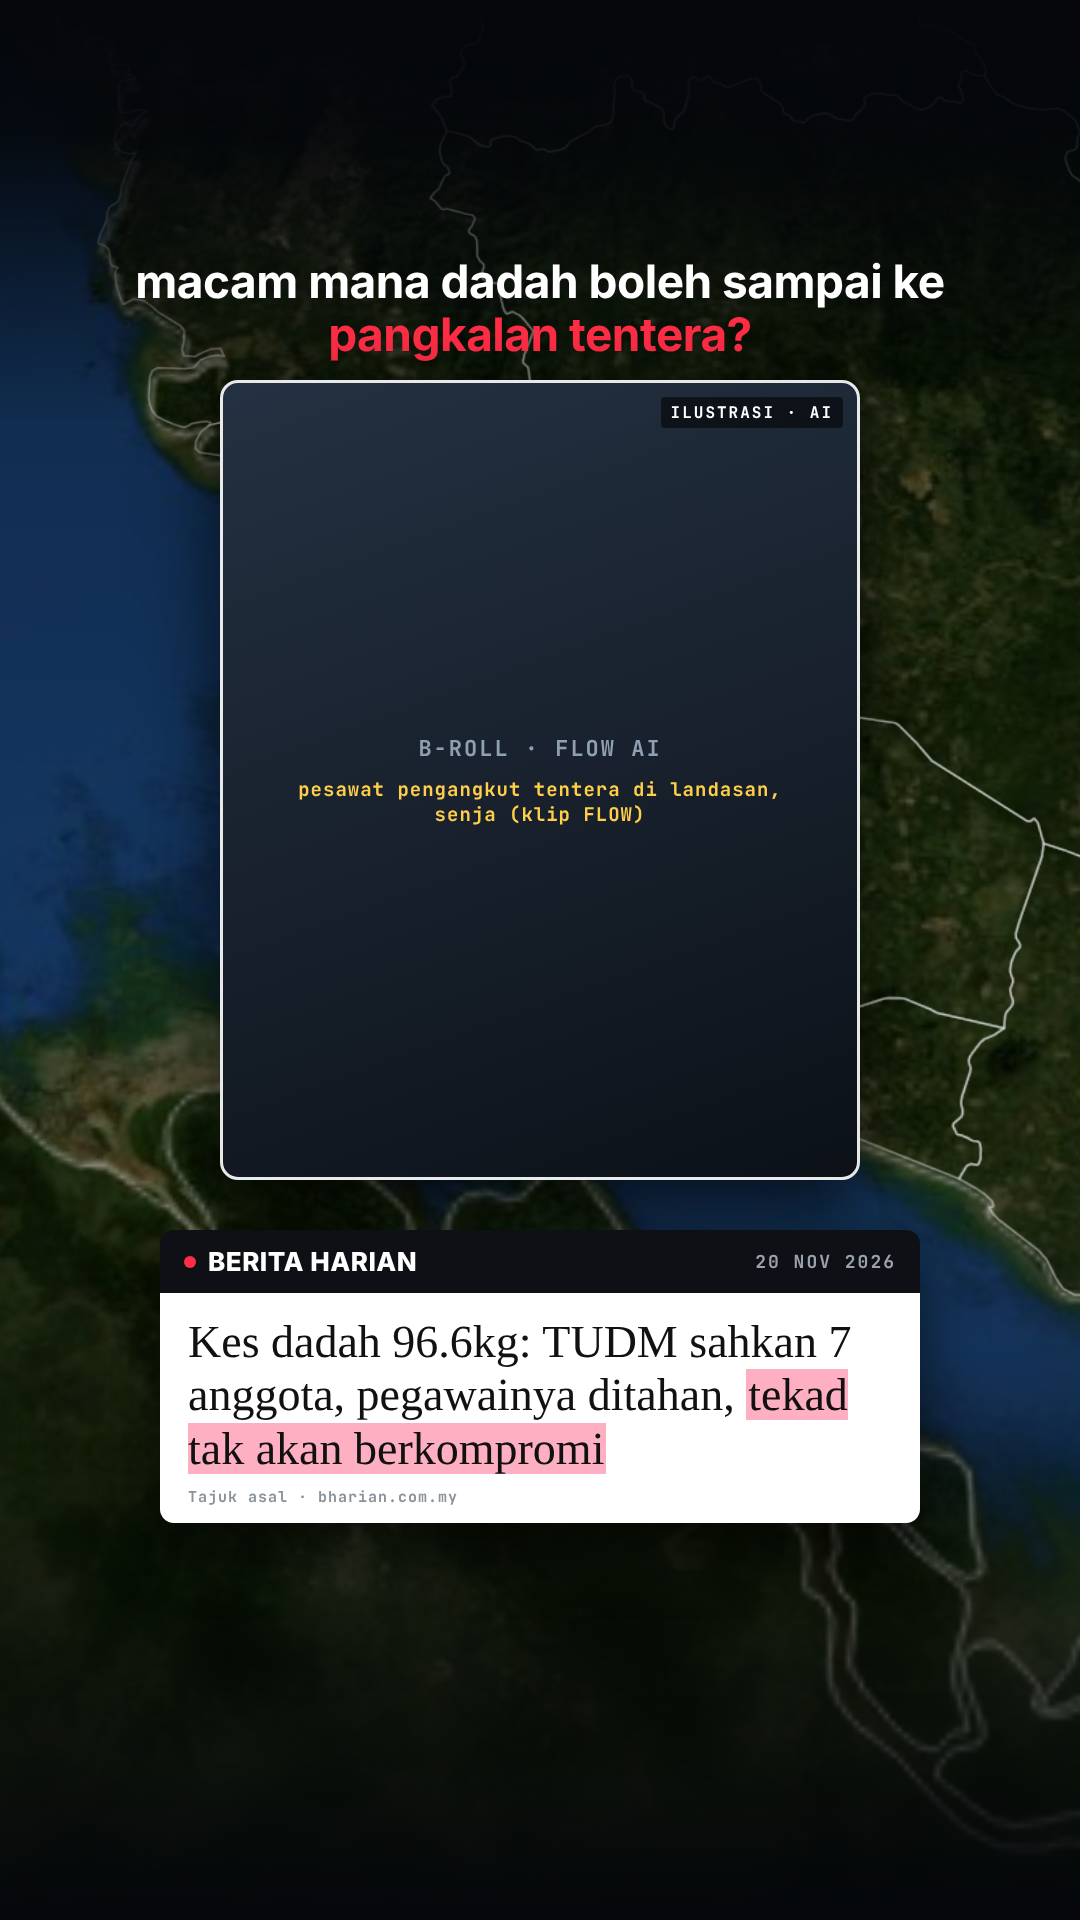 macam mana dadah boleh sampai ke
pangkalan tentera?
ILUSTRASI · AI
B-ROLL · FLOW AI
pesawat pengangkut tentera di landasan,
senja (klip FLOW)
BERITA HARIAN
20 NOV 2026
Kes dadah 96.6kg: TUDM sahkan 7
anggota, pegawainya ditahan, tekad
tak akan berkompromi
Tajuk asal · bharian.com.my